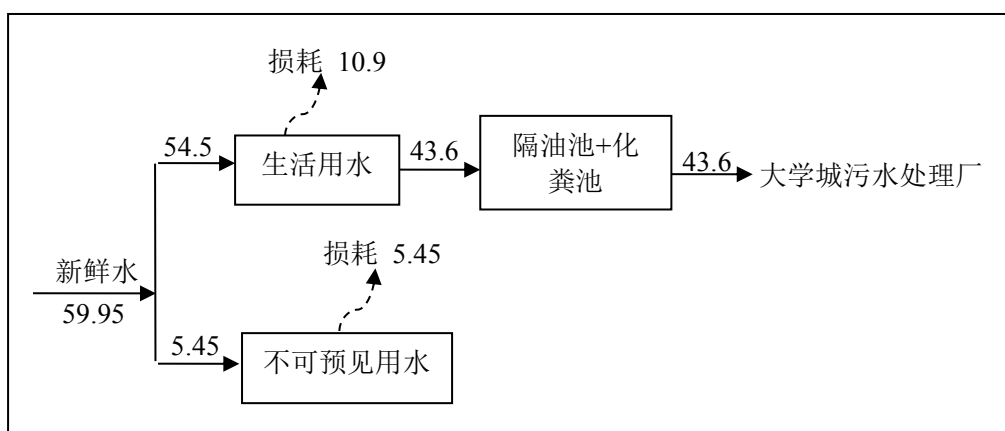 损耗 10.9
54.5
生活用水
43.6
隔油池+化
粪池
43.6
大学城污水处理厂
损耗 5.45
新鲜水
59.95
5.45
不可预见用水